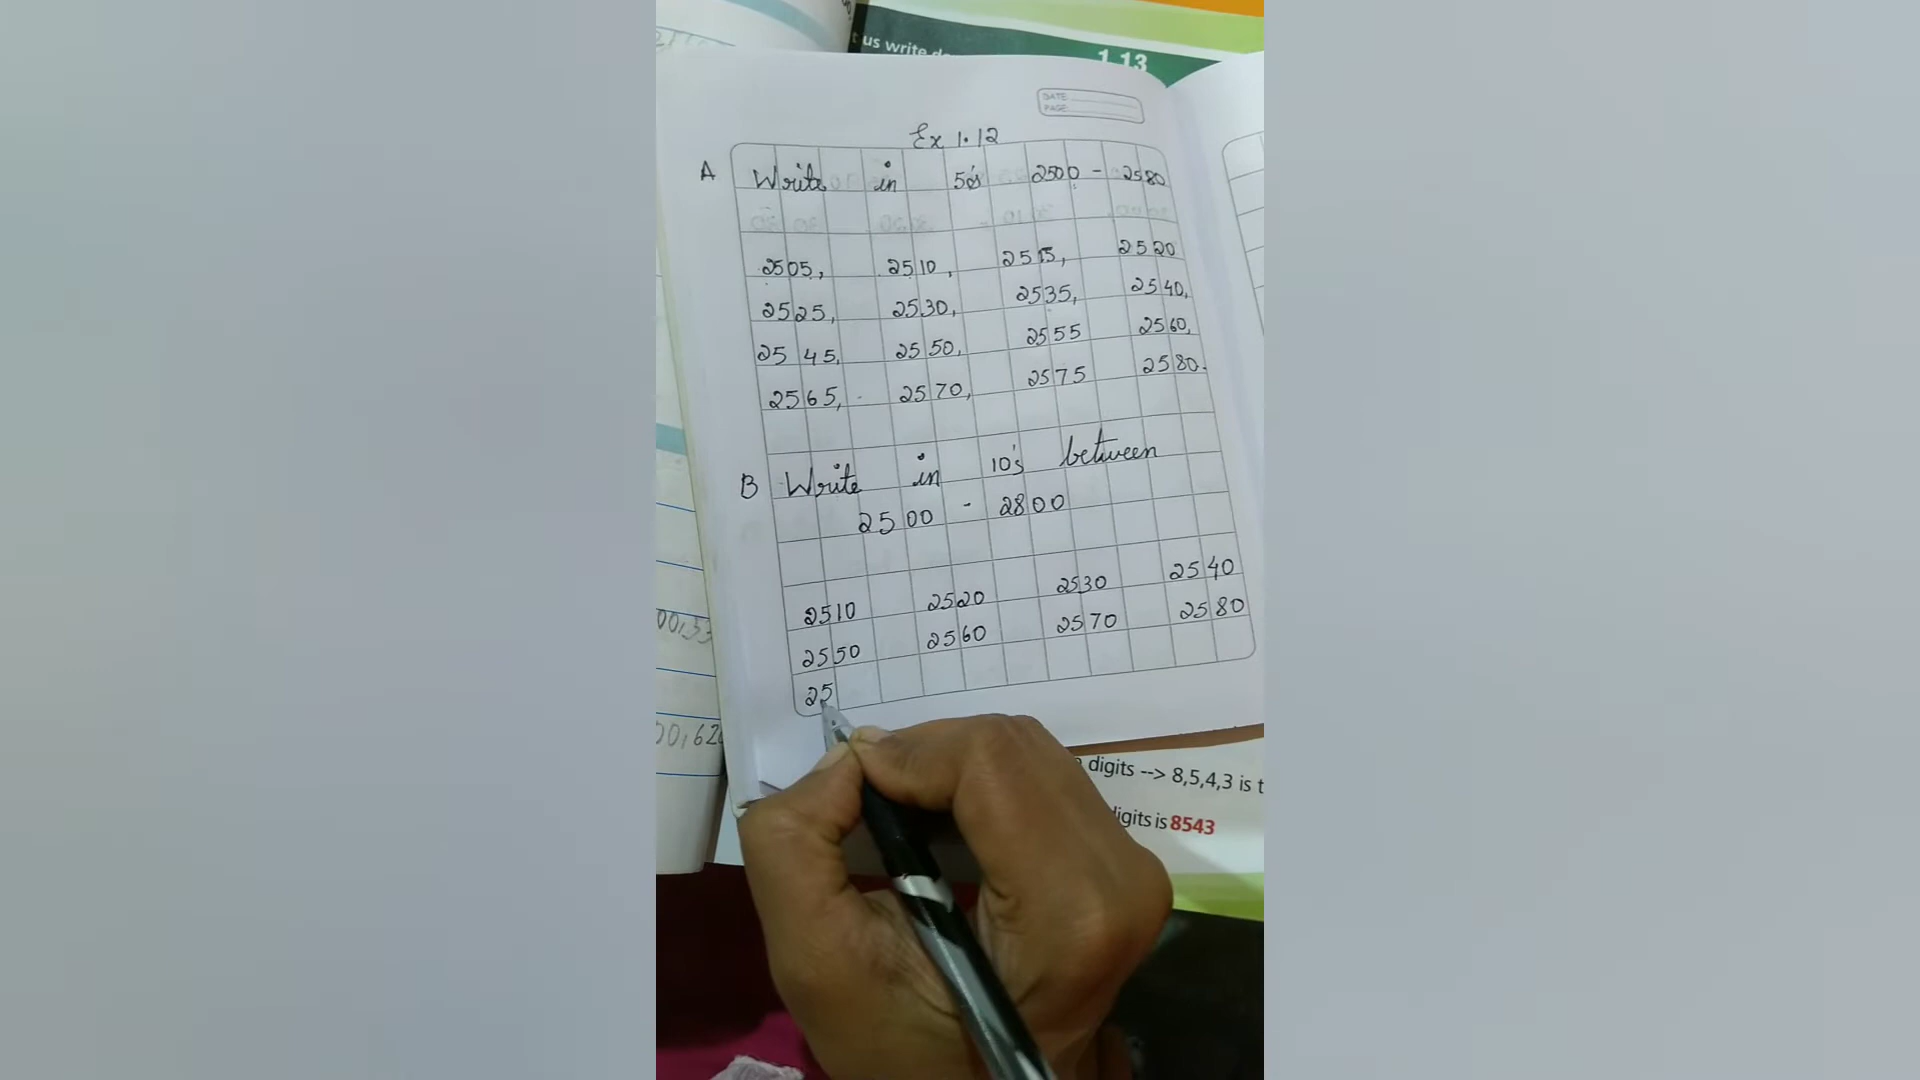 us write
1.13
DATE
PAGE
Ex 1.12
A Write in 5's 2500 - 2580
2505, 2510, 2515, 2520
2525, 2530, 2535, 2540,
2545, 2550, 2555 2560,
2565, 2570, 2575 2580.
B Write in 10's between
2500 - 2800
2510 2520 2530 2540
2550 2560 2570 2580
25
digits --> 8,5,4,3 is
digits is 8543